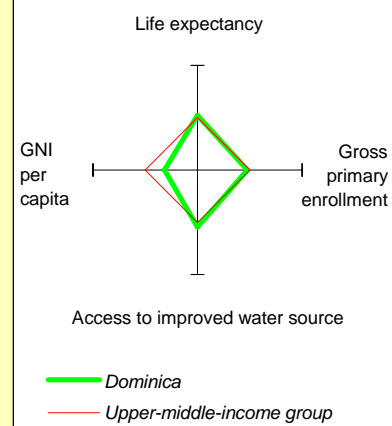 Life expectancy
GNI
per
capita
Gross
primary
enrollment
Access to improved water source
Dominica
Upper-middle-income group